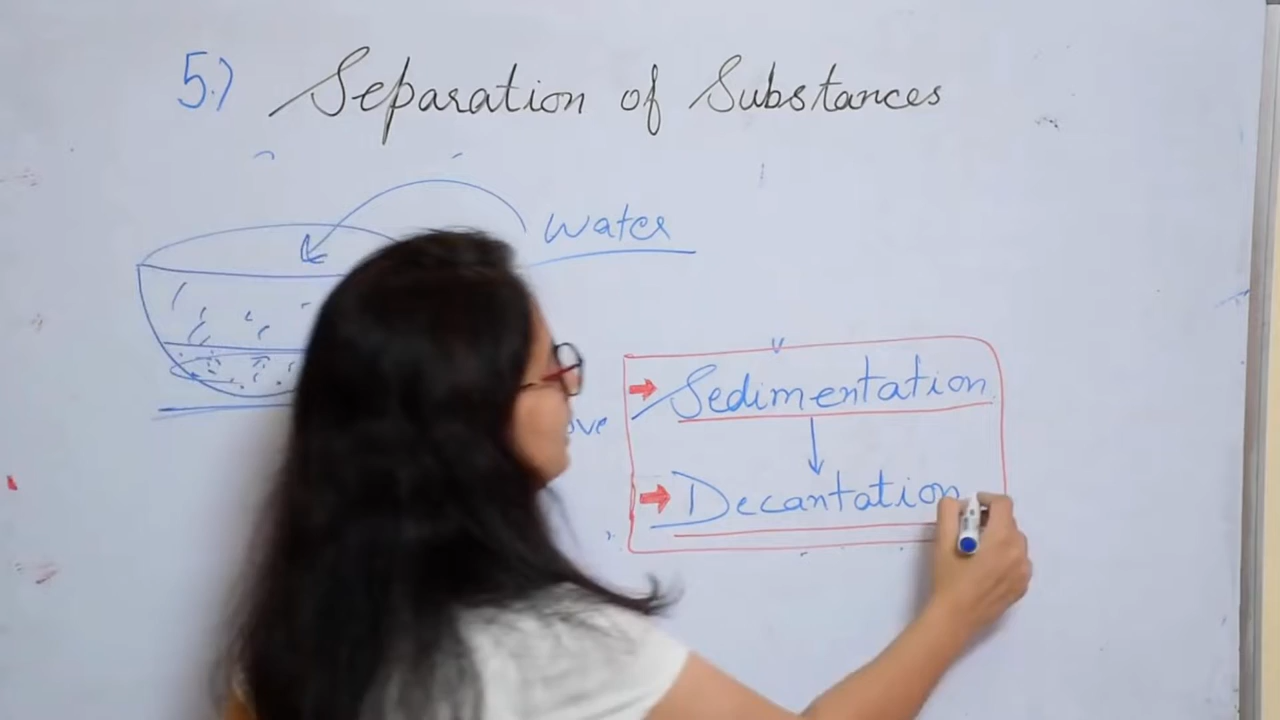 5.) Separation of Substances
Water
Sedimentation
Decantation